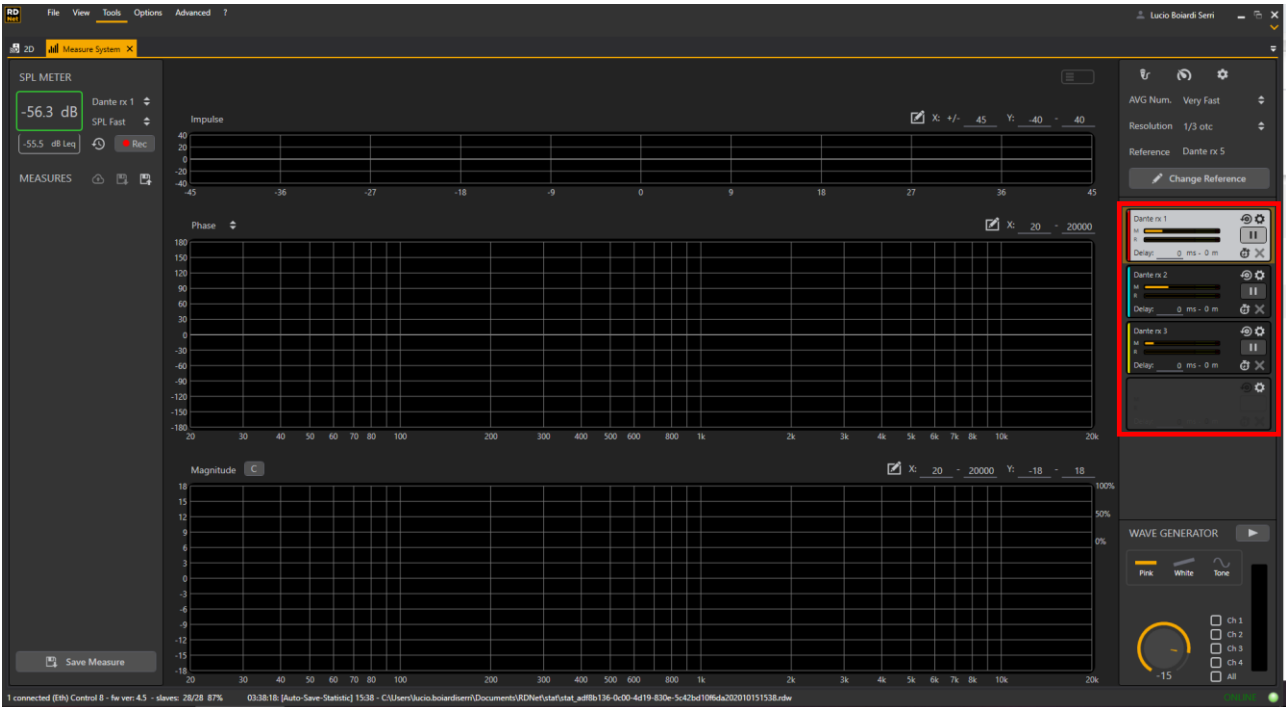 RD Net File View Tools Options Advanced ? Lucio Boiardi Serri
2D Measure System
SPL METER
-56.3 dB Dante rx 1
SPL Fast
-55.5 dB Leq Rec
MEASURES
Save Measure
Impulse X: +/- 45 Y: -40 - 40
40
20
0
-20
-40
-45 -36 -27 -18 -9 0 9 18 27 36 45
Phase X: 20 - 20000
180
150
120
90
60
30
0
-30
-60
-90
-120
-150
-180
20 30 40 50 60 70 80 100 200 300 400 500 600 800 1k 2k 3k 4k 5k 6k 7k 8k 10k 20k
Magnitude C X: 20 - 20000 Y: -18 - 18
18 100%
15
12 50%
9
6 0%
3
0
-3
-6
-9
-12
-15
-18
20 30 40 50 60 70 80 100 200 300 400 500 600 800 1k 2k 3k 4k 5k 6k 7k 8k 10k 20k
AVG Num. Very Fast
Resolution 1/3 otc
Reference Dante rx 5
Change Reference
Dante rx 1
M
R
Delay: 0 ms - 0 m
Dante rx 2
M
R
Delay: 0 ms - 0 m
Dante rx 3
M
R
Delay: 0 ms - 0 m
WAVE GENERATOR
Pink White Tone
Ch 1
Ch 2
Ch 3
Ch 4
-15 All
1 connected (Eth) Control 8 - fw ver: 4.5 - slaves: 28/28 87% 03:38:18: [Auto-Save-Statistic] 15:38 - C:\Users\lucio.boiardiserri\Documents\RDNet\stat\stat_adf8b136-0c00-4d19-830e-5c42bd10f6da202010151538.rdw ONLINE